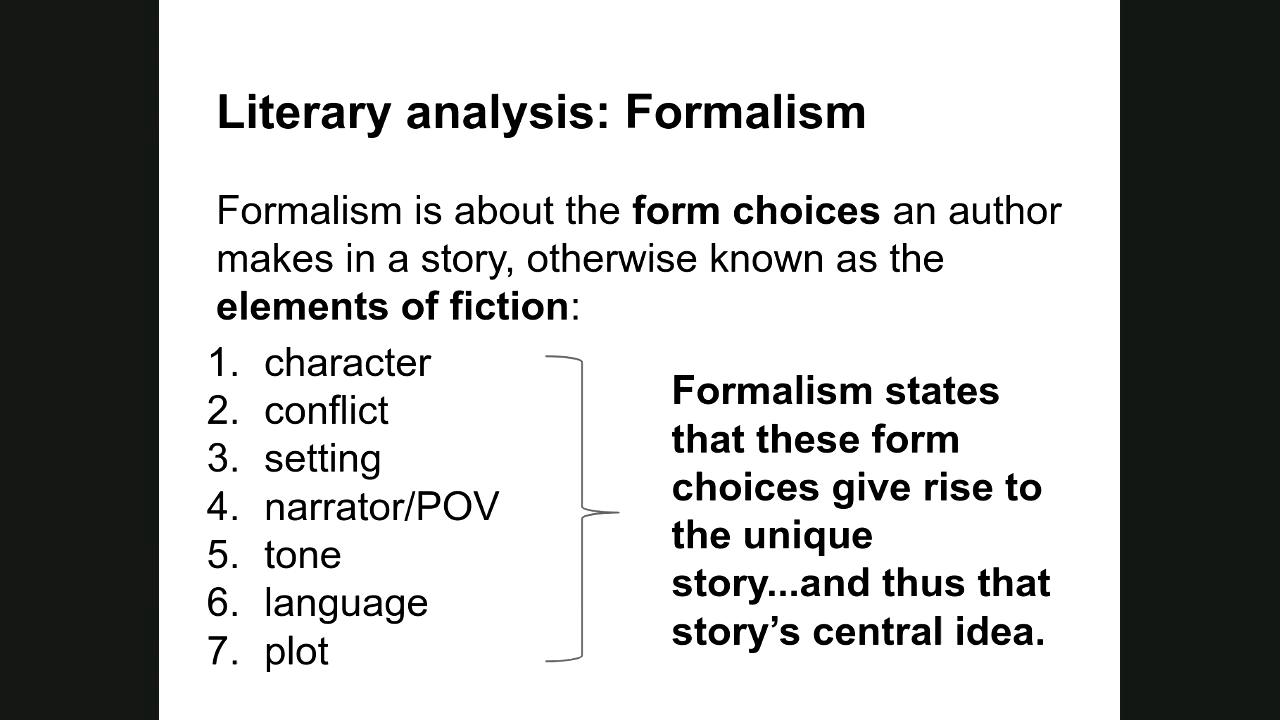 Literary analysis: Formalism
Formalism is about the form choices an author
makes in a story, otherwise known as the
elements of fiction:
1. character
2. conflict
3. setting
4. narrator/POV
5. tone
6. language
7. plot
Formalism states
that these form
choices give rise to
the unique
story...and thus that
story’s central idea.